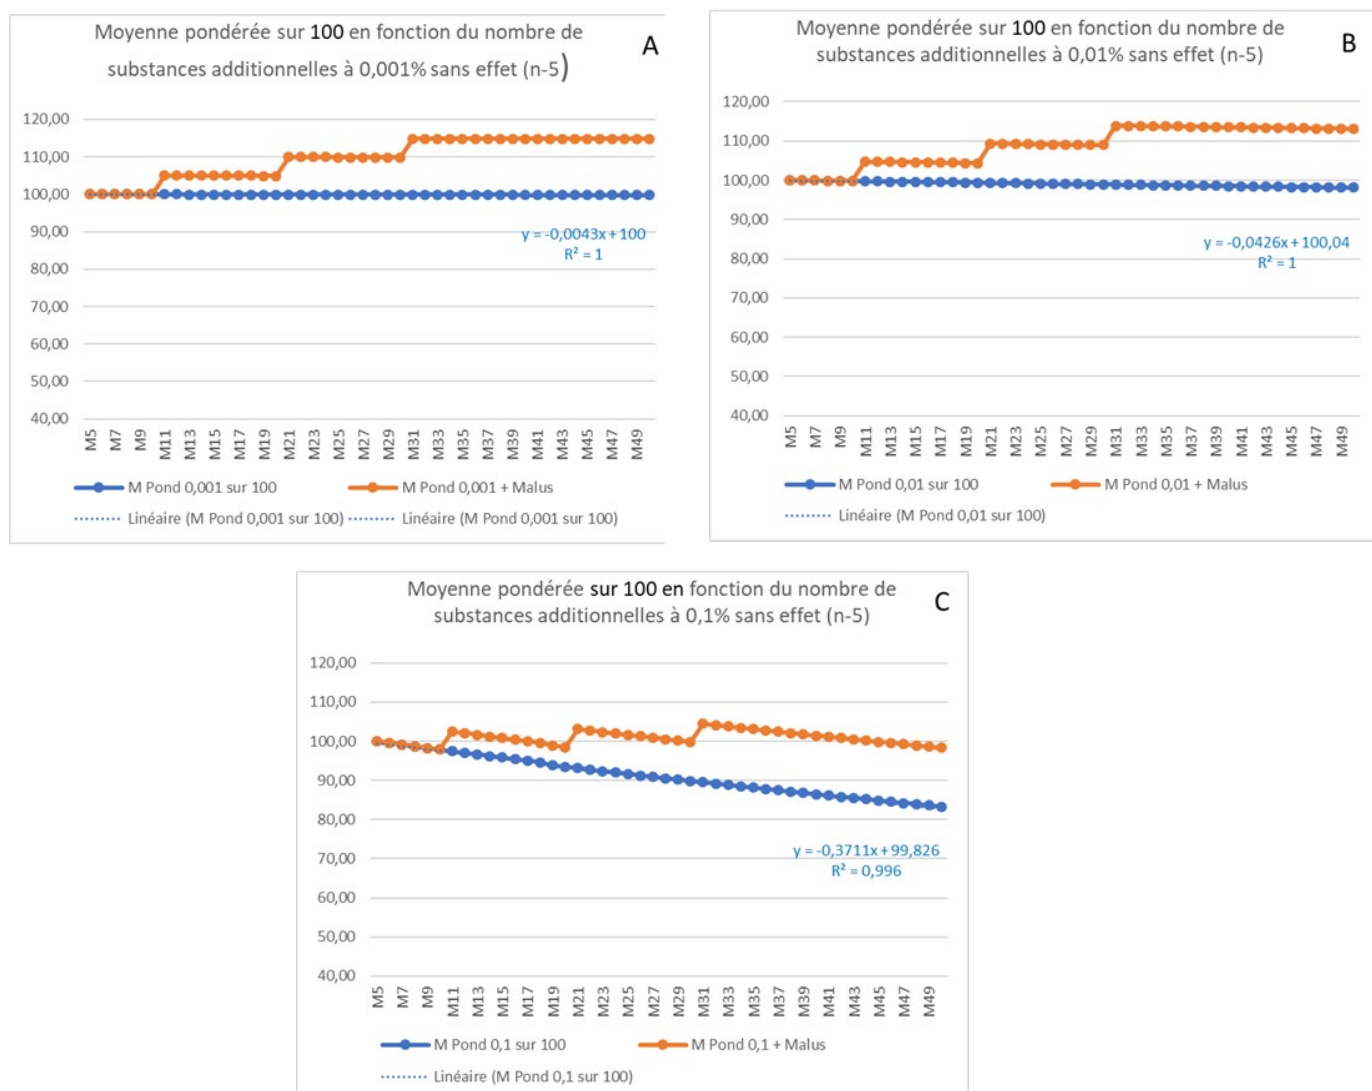 Moyenne pondérée sur 100 en fonction du nombre de
substances additionnelles à 0,001% sans effet (n-5)
A
120,00
110,00
100,00
90,00
80,00
70,00
60,00
50,00
40,00
y = -0,0043x + 100
R² = 1
M5 M7 M9 M11 M13 M15 M17 M19 M21 M23 M25 M27 M29 M31 M33 M35 M37 M39 M41 M43 M45 M47 M49
M Pond 0,001 sur 100 M Pond 0,001 + Malus
Linéaire (M Pond 0,001 sur 100) Linéaire (M Pond 0,001 sur 100)
Moyenne pondérée sur 100 en fonction du nombre de
substances additionnelles à 0,01% sans effet (n-5)
B
120,00
110,00
100,00
90,00
80,00
70,00
60,00
50,00
40,00
y = -0,0426x + 100,04
R² = 1
M5 M7 M9 M11 M13 M15 M17 M19 M21 M23 M25 M27 M29 M31 M33 M35 M37 M39 M41 M43 M45 M47 M49
M Pond 0,01 sur 100 M Pond 0,01 + Malus
Linéaire (M Pond 0,01 sur 100)
Moyenne pondérée sur 100 en fonction du nombre de
substances additionnelles à 0,1% sans effet (n-5)
C
120,00
110,00
100,00
90,00
80,00
70,00
60,00
50,00
40,00
y = -0,3711x + 99,826
R² = 0,996
M5 M7 M9 M11 M13 M15 M17 M19 M21 M23 M25 M27 M29 M31 M33 M35 M37 M39 M41 M43 M45 M47 M49
M Pond 0,1 sur 100 M Pond 0,1 + Malus
Linéaire (M Pond 0,1 sur 100)